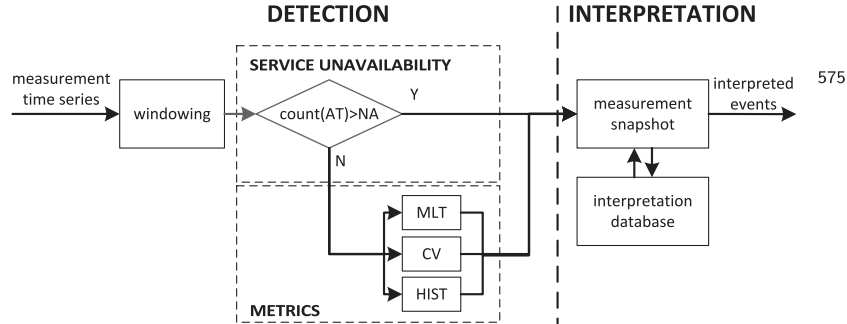 DETECTION
INTERPRETATION
measurement
time series
windowing
SERVICE UNAVAILABILITY
count(AT)>NA
Y
N
MLT
CV
HIST
METRICS
measurement
snapshot
interpreted
events
575
interpretation
database